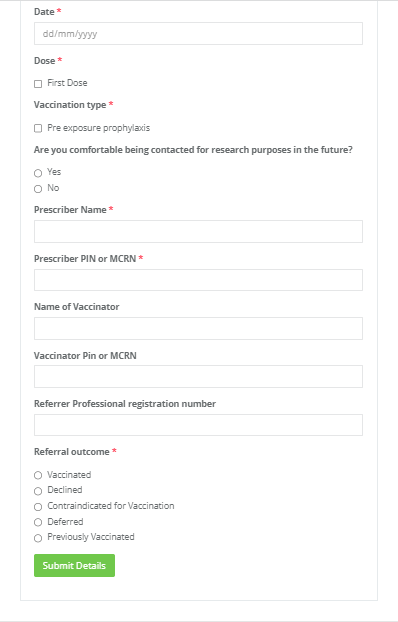 Date *
dd/mm/yyyy
Dose *
First Dose
Vaccination type *
Pre exposure prophylaxis
Are you comfortable being contacted for research purposes in the future?
Yes
No
Prescriber Name *
Prescriber PIN or MCRN *
Name of Vaccinator
Vaccinator Pin or MCRN
Referrer Professional registration number
Referral outcome *
Vaccinated
Declined
Contraindicated for Vaccination
Deferred
Previously Vaccinated
Submit Details